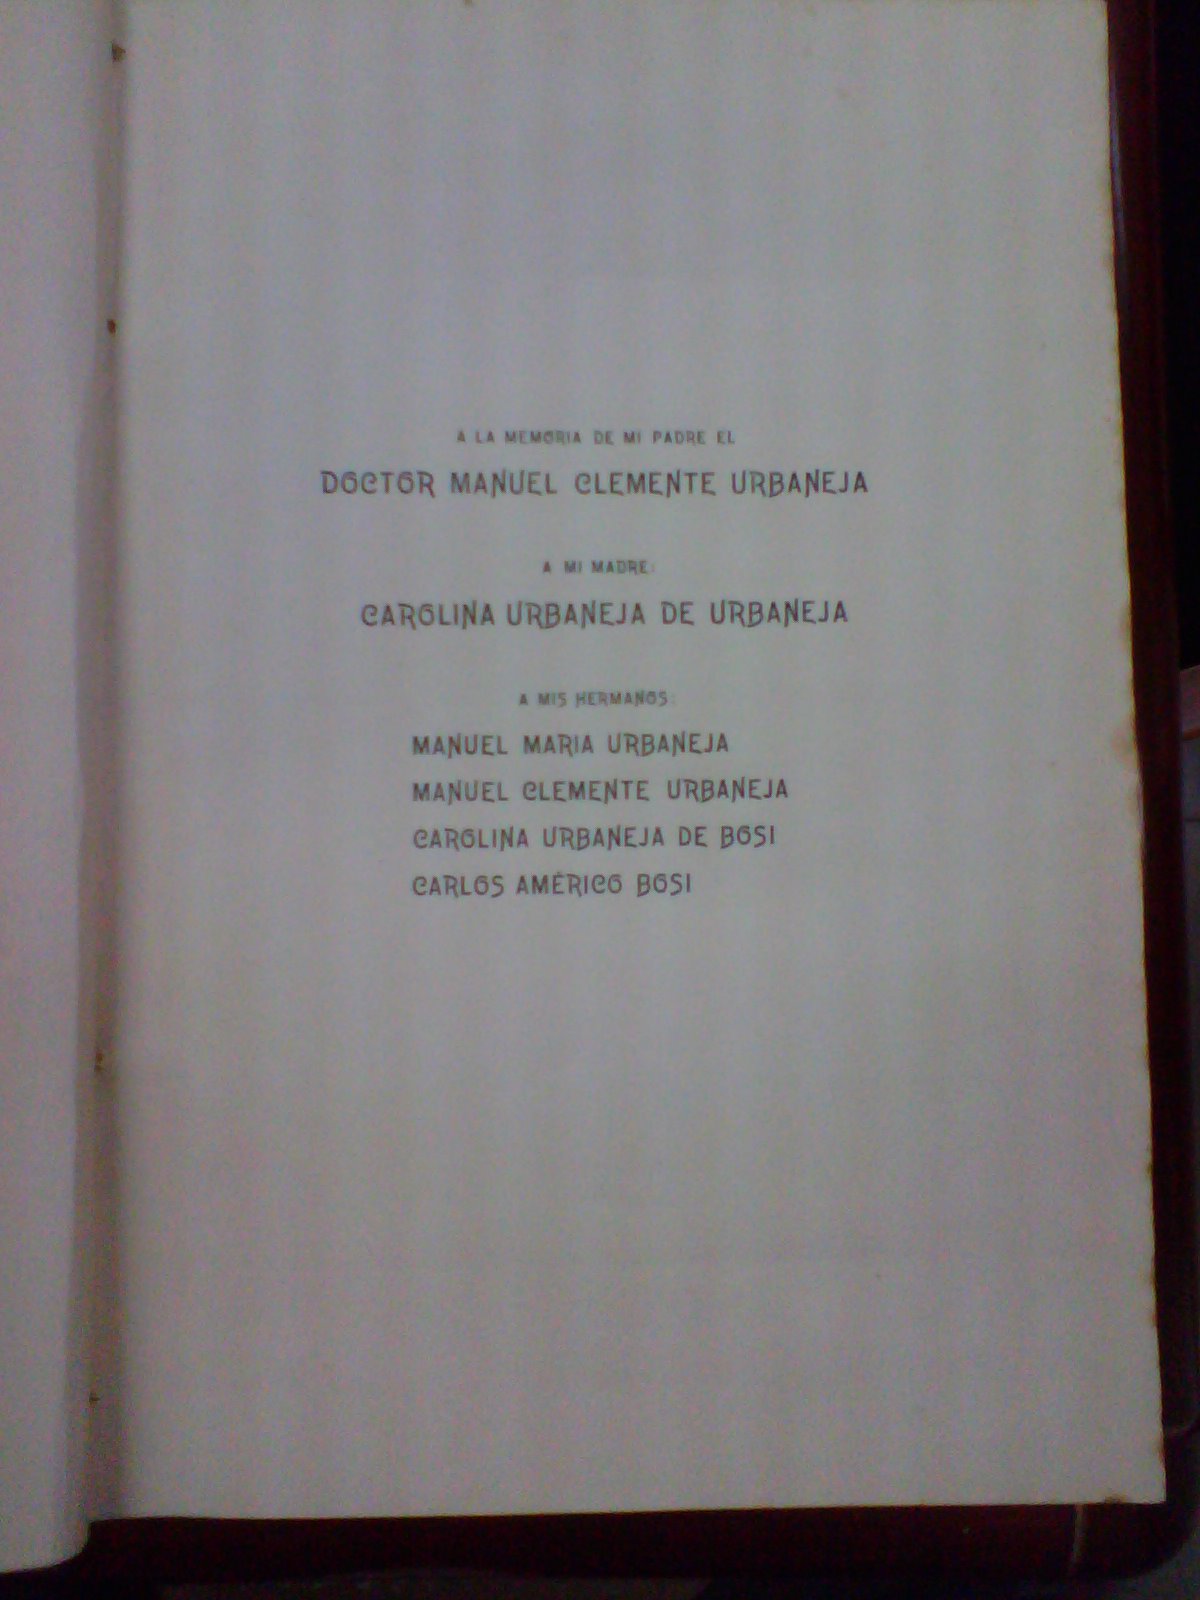 A LA MEMORIA DE MI PADRE EL
DOCTOR MANUEL CLEMENTE URBANEJA
A MI MADRE:
CAROLINA URBANEJA DE URBANEJA
A MIS HERMANOS:
MANUEL MARIA URBANEJA
MANUEL CLEMENTE URBANEJA
CAROLINA URBANEJA DE BOSI
CARLOS AMÉRICO BOSI